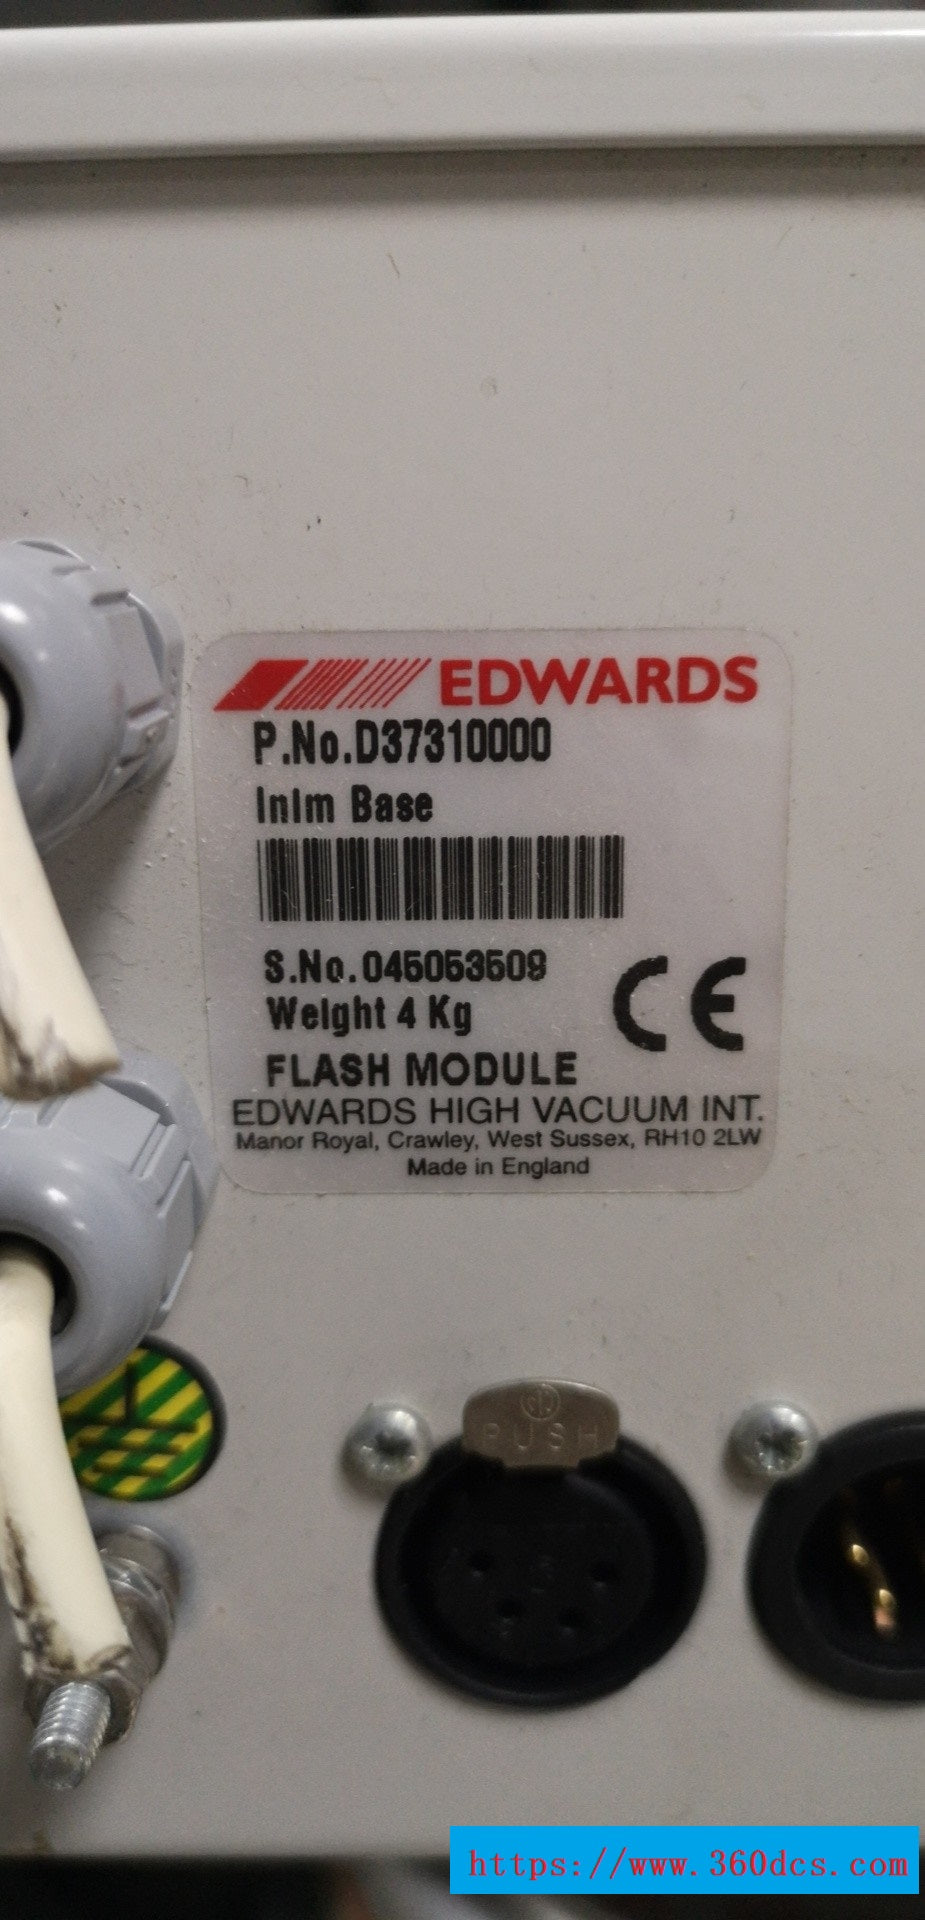 EDWARDS
P.No.D37310000
Inim Base
S.No.045053509
Weight 4 Kg
CE
FLASH MODULE
EDWARDS HIGH VACUUM INT.
Manor Royal, Crawley, West Sussex, RH10 2LW
Made in England
PUSH
https://www.360dcs.com